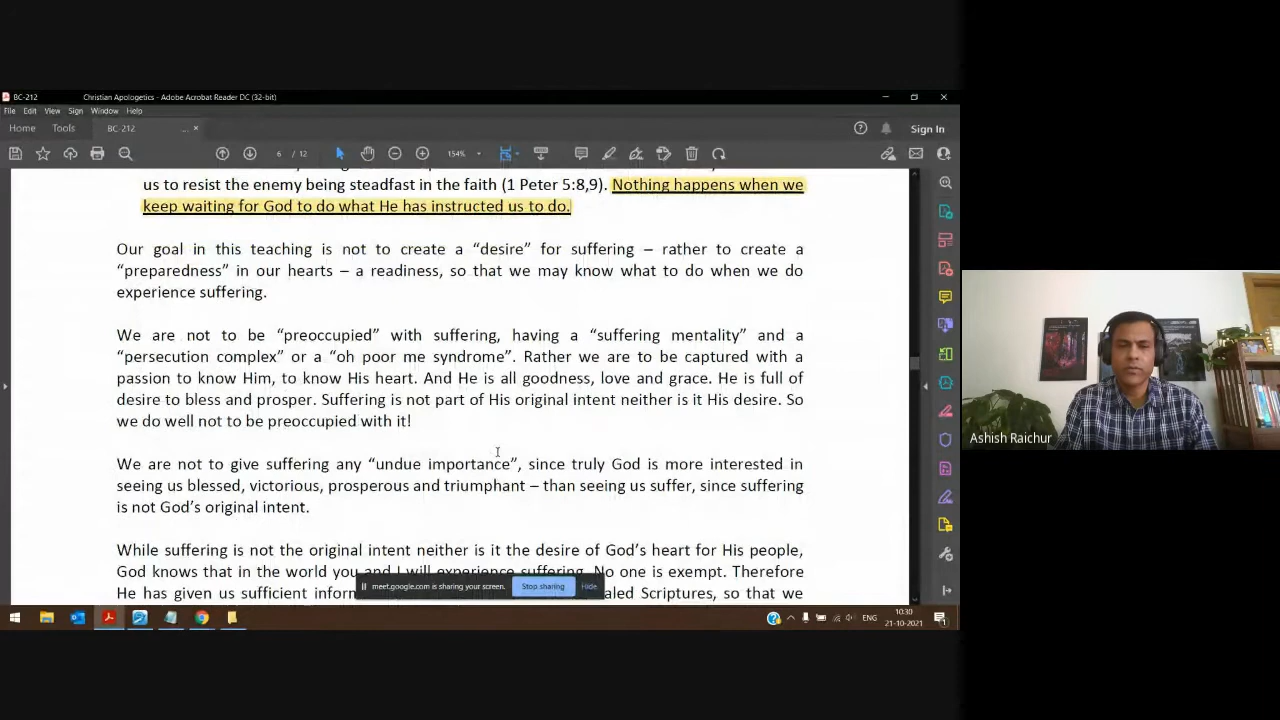 BC-212 Christian Apologetics - Adobe Acrobat Reader DC (32-bit)
File Edit View Sign Window Help
Home Tools BC-212 ... × Sign In
6 / 12 154%
us to resist the enemy being steadfast in the faith (1 Peter 5:8,9). Nothing happens when we
keep waiting for God to do what He has instructed us to do.
Our goal in this teaching is not to create a “desire” for suffering – rather to create a
“preparedness” in our hearts – a readiness, so that we may know what to do when we do
experience suffering.
We are not to be “preoccupied” with suffering, having a “suffering mentality” and a
“persecution complex” or a “oh poor me syndrome”. Rather we are to be captured with a
passion to know Him, to know His heart. And He is all goodness, love and grace. He is full of
desire to bless and prosper. Suffering is not part of His original intent neither is it His desire. So
we do well not to be preoccupied with it!
We are not to give suffering any “undue importance”, since truly God is more interested in
seeing us blessed, victorious, prosperous and triumphant – than seeing us suffer, since suffering
is not God’s original intent.
While suffering is not the original intent neither is it the desire of God’s heart for His people,
God knows that in the world you and I will experience suffering. No one is exempt. Therefore
He has given us sufficient inform aled Scriptures, so that we
meet.google.com is sharing your screen. Stop sharing Hide
ENG
10:30
21-10-2021
Ashish Raichur